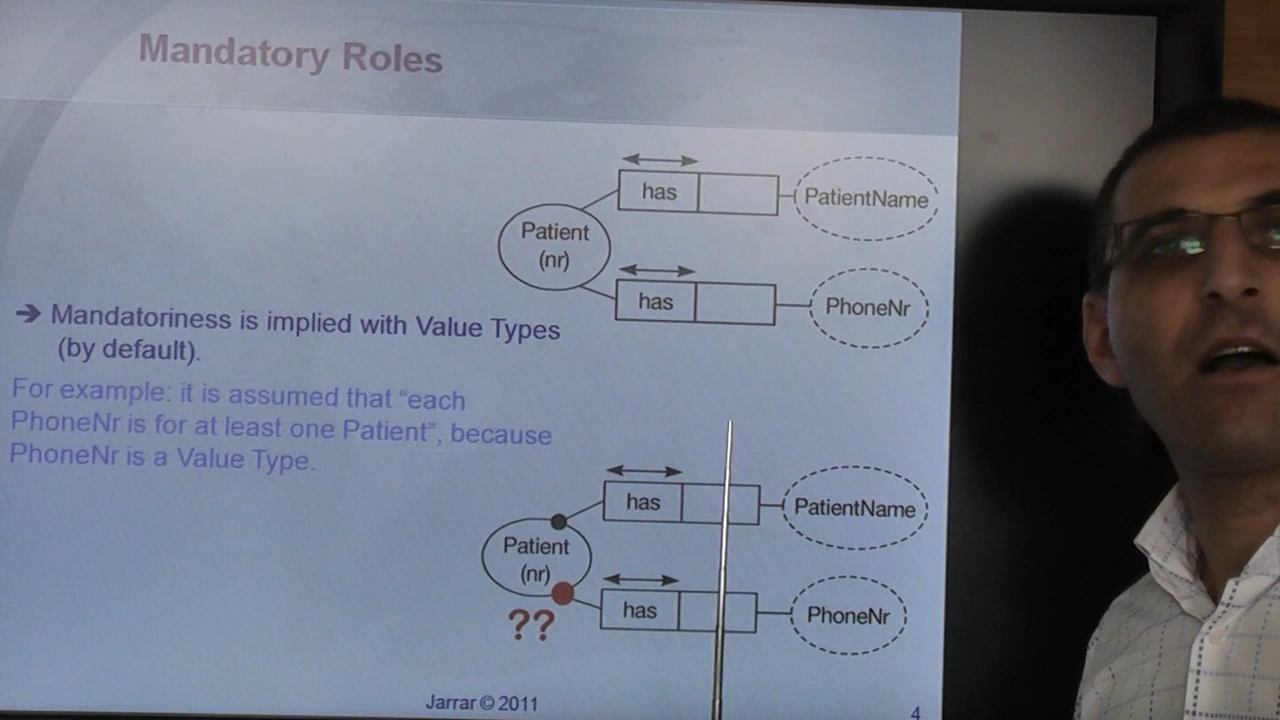 Mandatory Roles
has
PatientName
Patient
(nr)
has
PhoneNr
➔ Mandatoriness is implied with Value Types
(by default).
For example: it is assumed that “each
PhoneNr is for at least one Patient”, because
PhoneNr is a Value Type.
has
PatientName
Patient
(nr)
has
PhoneNr
??
Jarrar © 2011
4